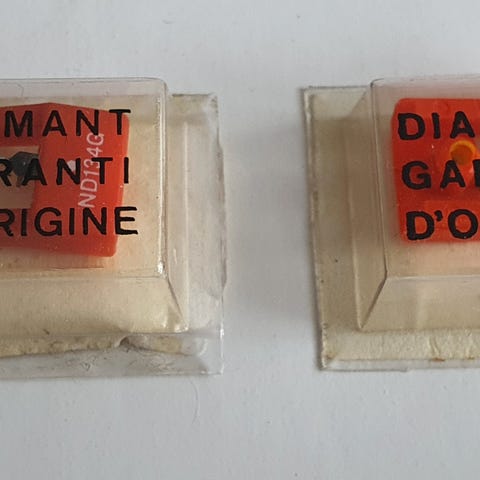 MANT
RANTI
RIGINE
ND134G
DIA
GA
D'O